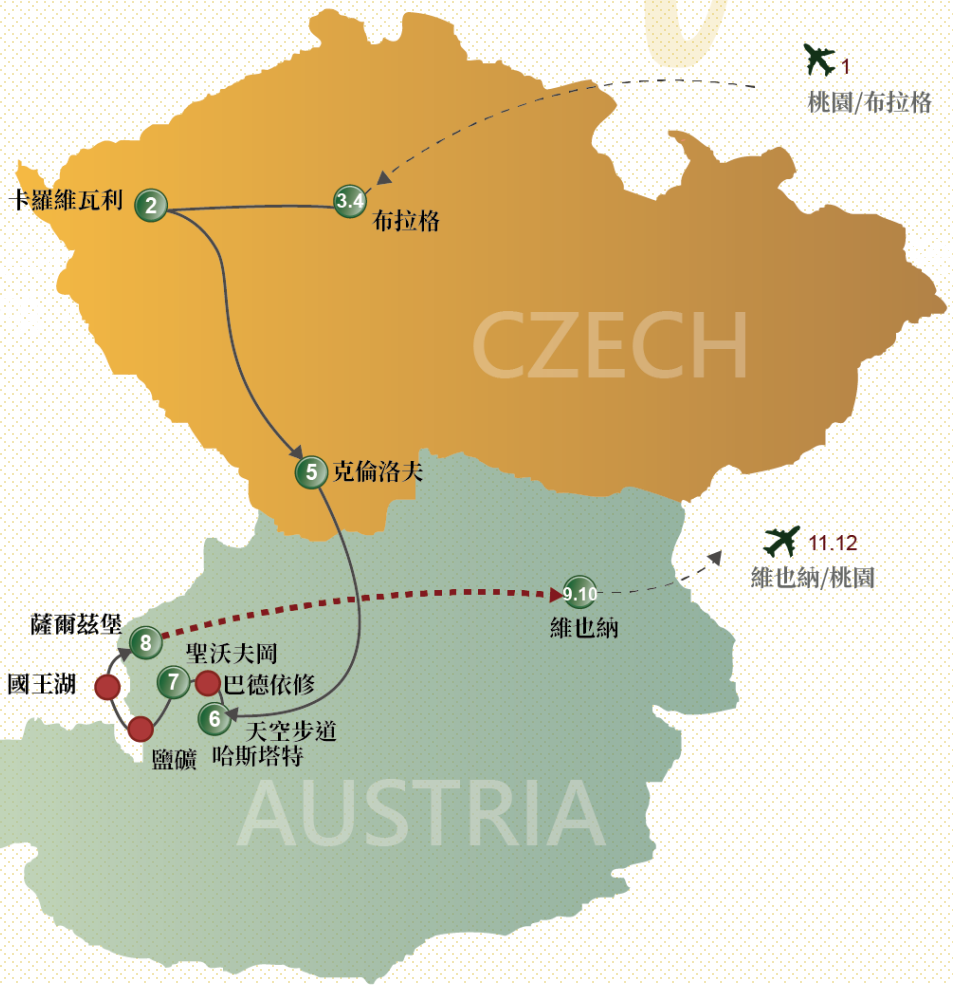 1
桃園/布拉格
卡羅維瓦利
2
3.4
布拉格
CZECH
5
克倫洛夫
11.12
維也納/桃園
9.10
維也納
薩爾茲堡
8
聖沃夫岡
7
國王湖
巴德依修
6
天空步道
哈斯塔特
鹽礦
AUSTRIA